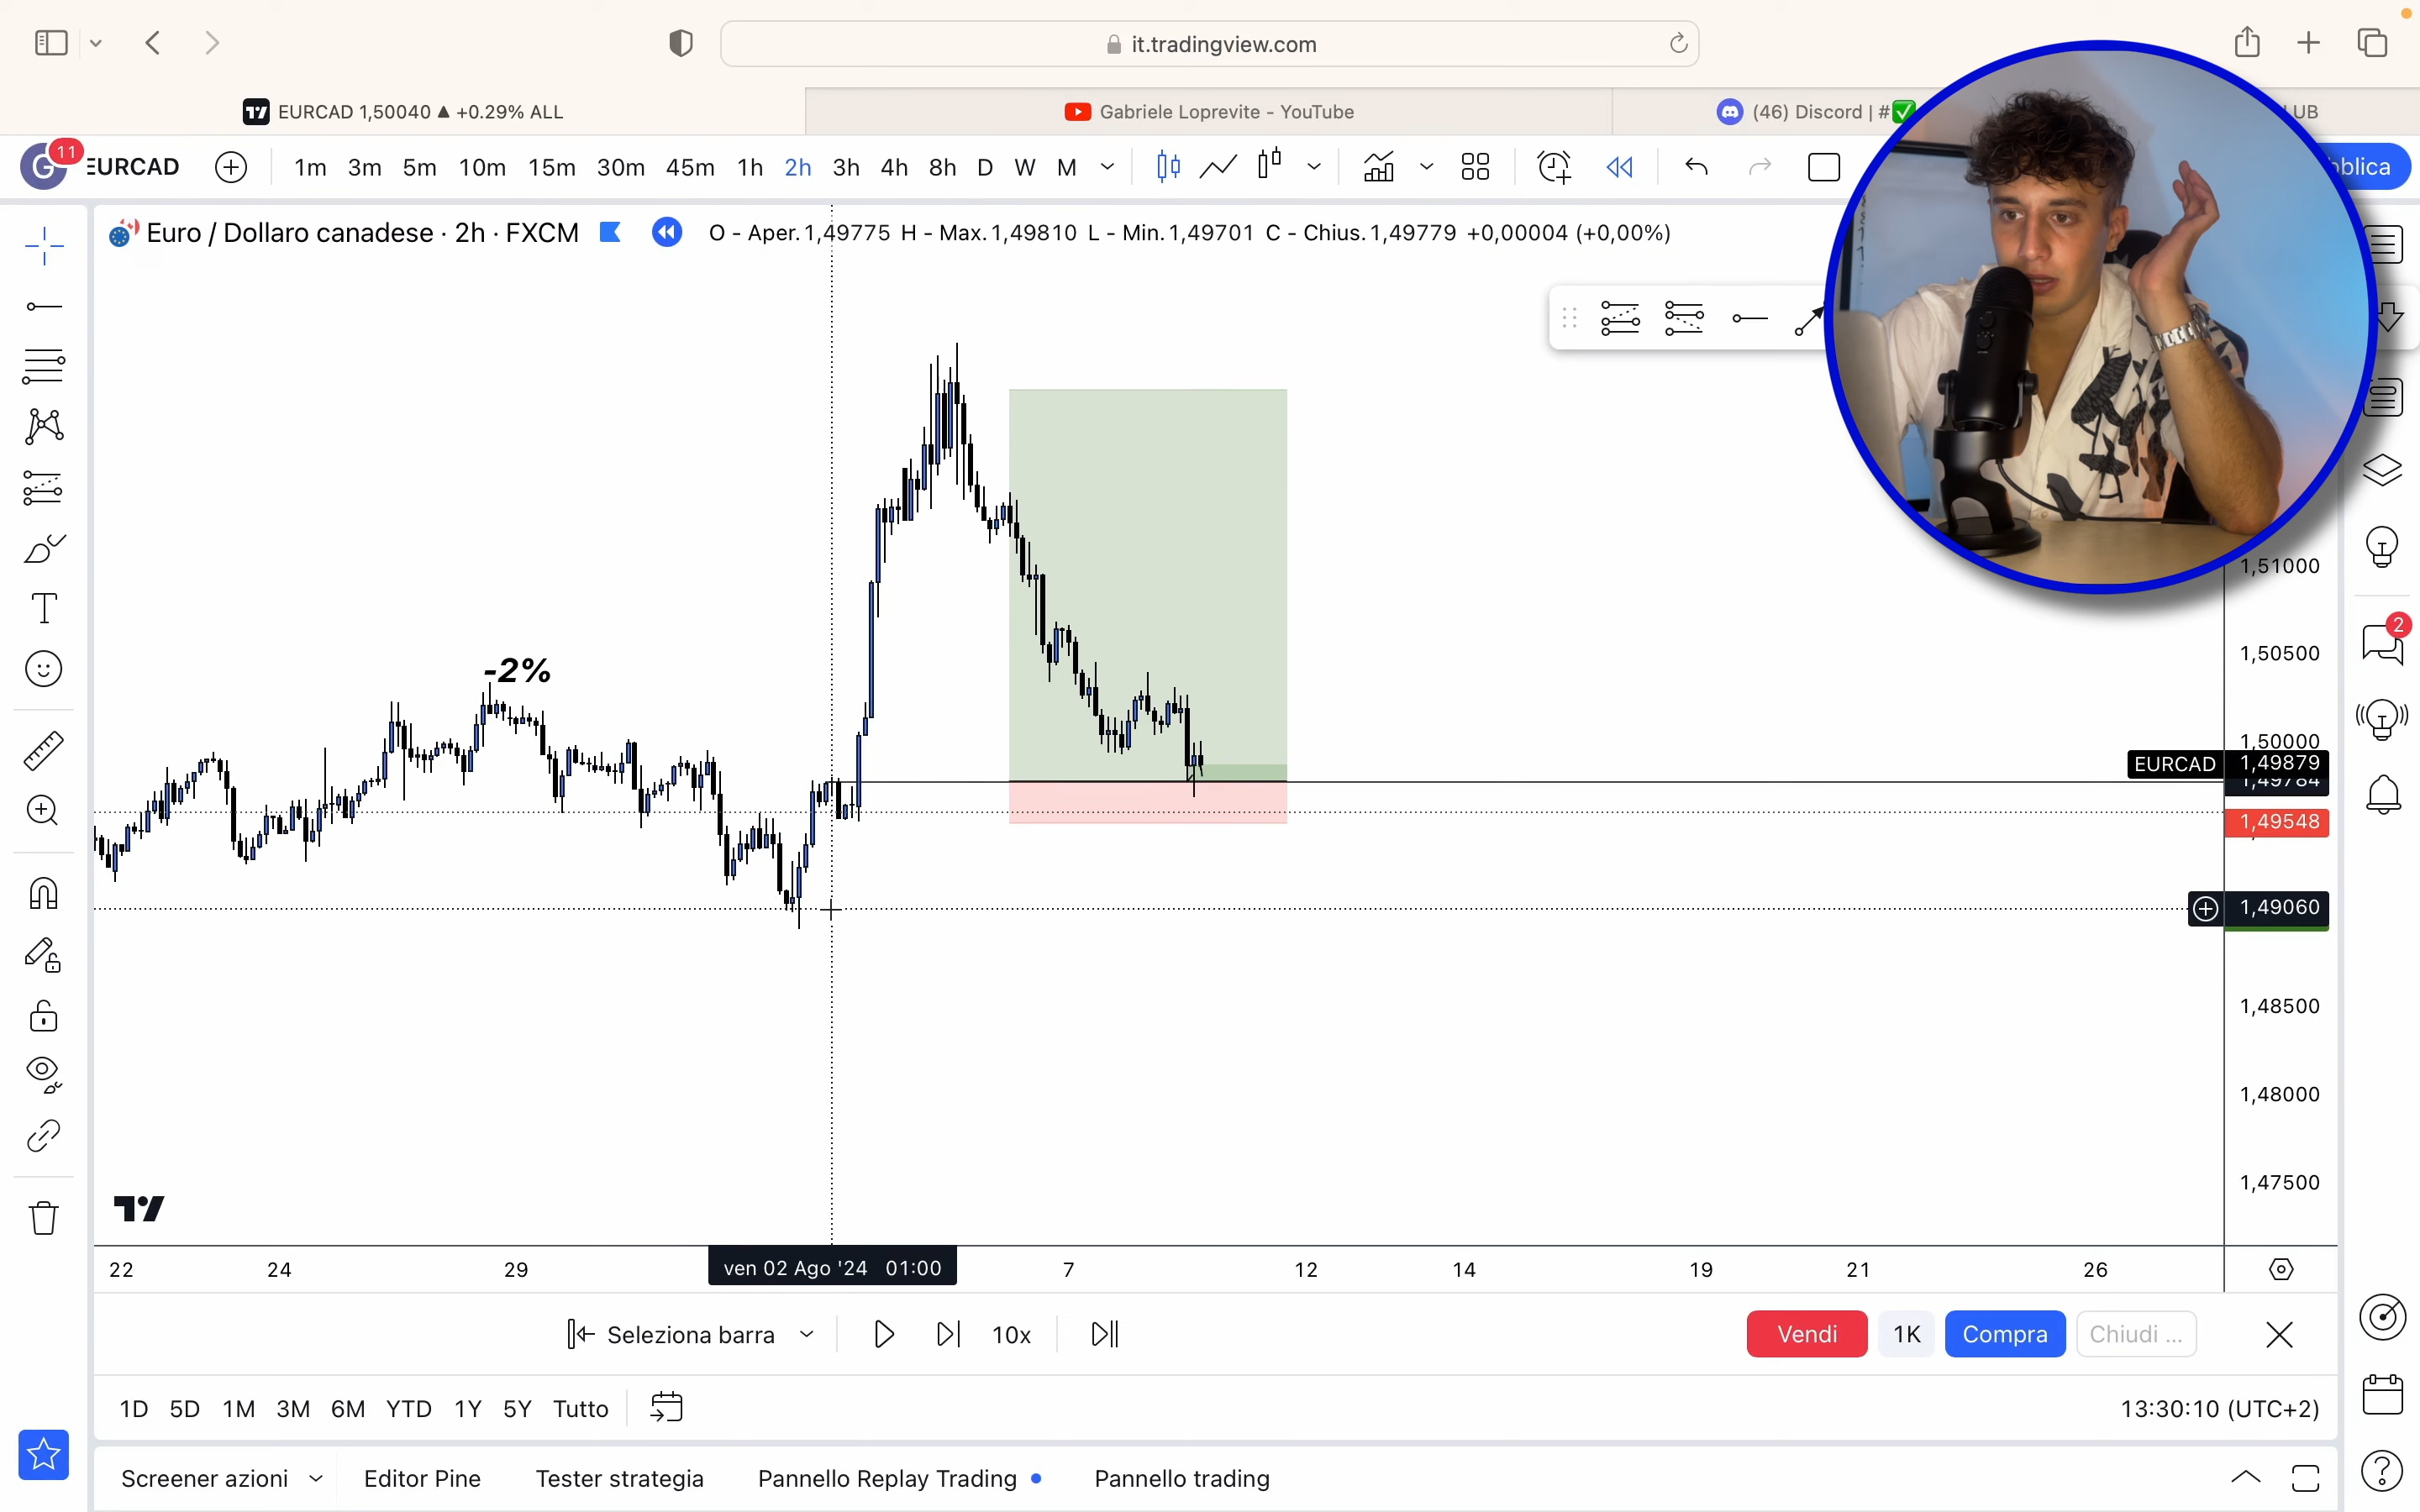 it.tradingview.com
EURCAD 1,50040 ▲ +0.29% ALL
Gabriele Loprevite - YouTube
(46) Discord | #✅
LUB
G
11
EURCAD
1m 3m 5m 10m 15m 30m 45m 1h 2h 3h 4h 8h D W M
bblica
Euro / Dollaro canadese · 2h · FXCM
O - Aper. 1,49775 H - Max. 1,49810 L - Min. 1,49701 C - Chius. 1,49779 +0,00004 (+0,00%)
1,51000
-2%
1,50500
2
1,50000
EURCAD 1,49879
1,49784
1,49548
1,49060
1,48500
1,48000
1,47500
22 24 29 ven 02 Ago '24 01:00 7 12 14 19 21 26
Seleziona barra 10x Vendi 1K Compra Chiudi ...
1D 5D 1M 3M 6M YTD 1Y 5Y Tutto
13:30:10 (UTC+2)
Screener azioni Editor Pine Tester strategia Pannello Replay Trading Pannello trading